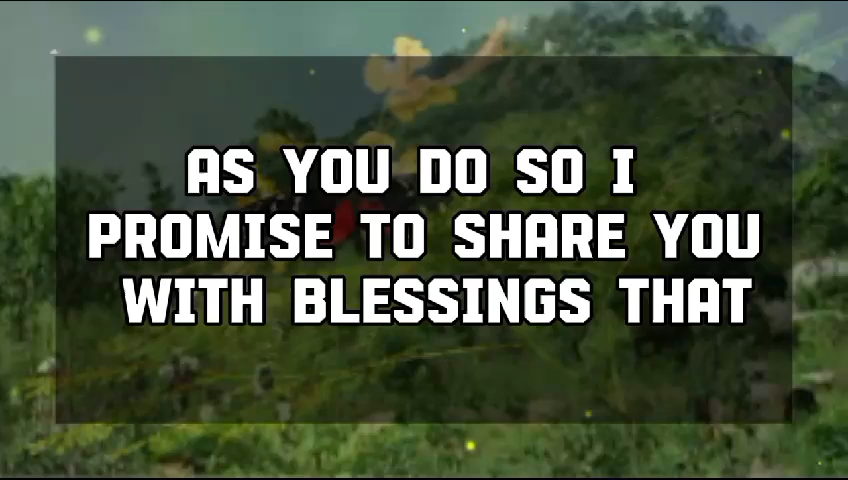 AS YOU DO SO I
PROMISE TO SHARE YOU
WITH BLESSINGS THAT